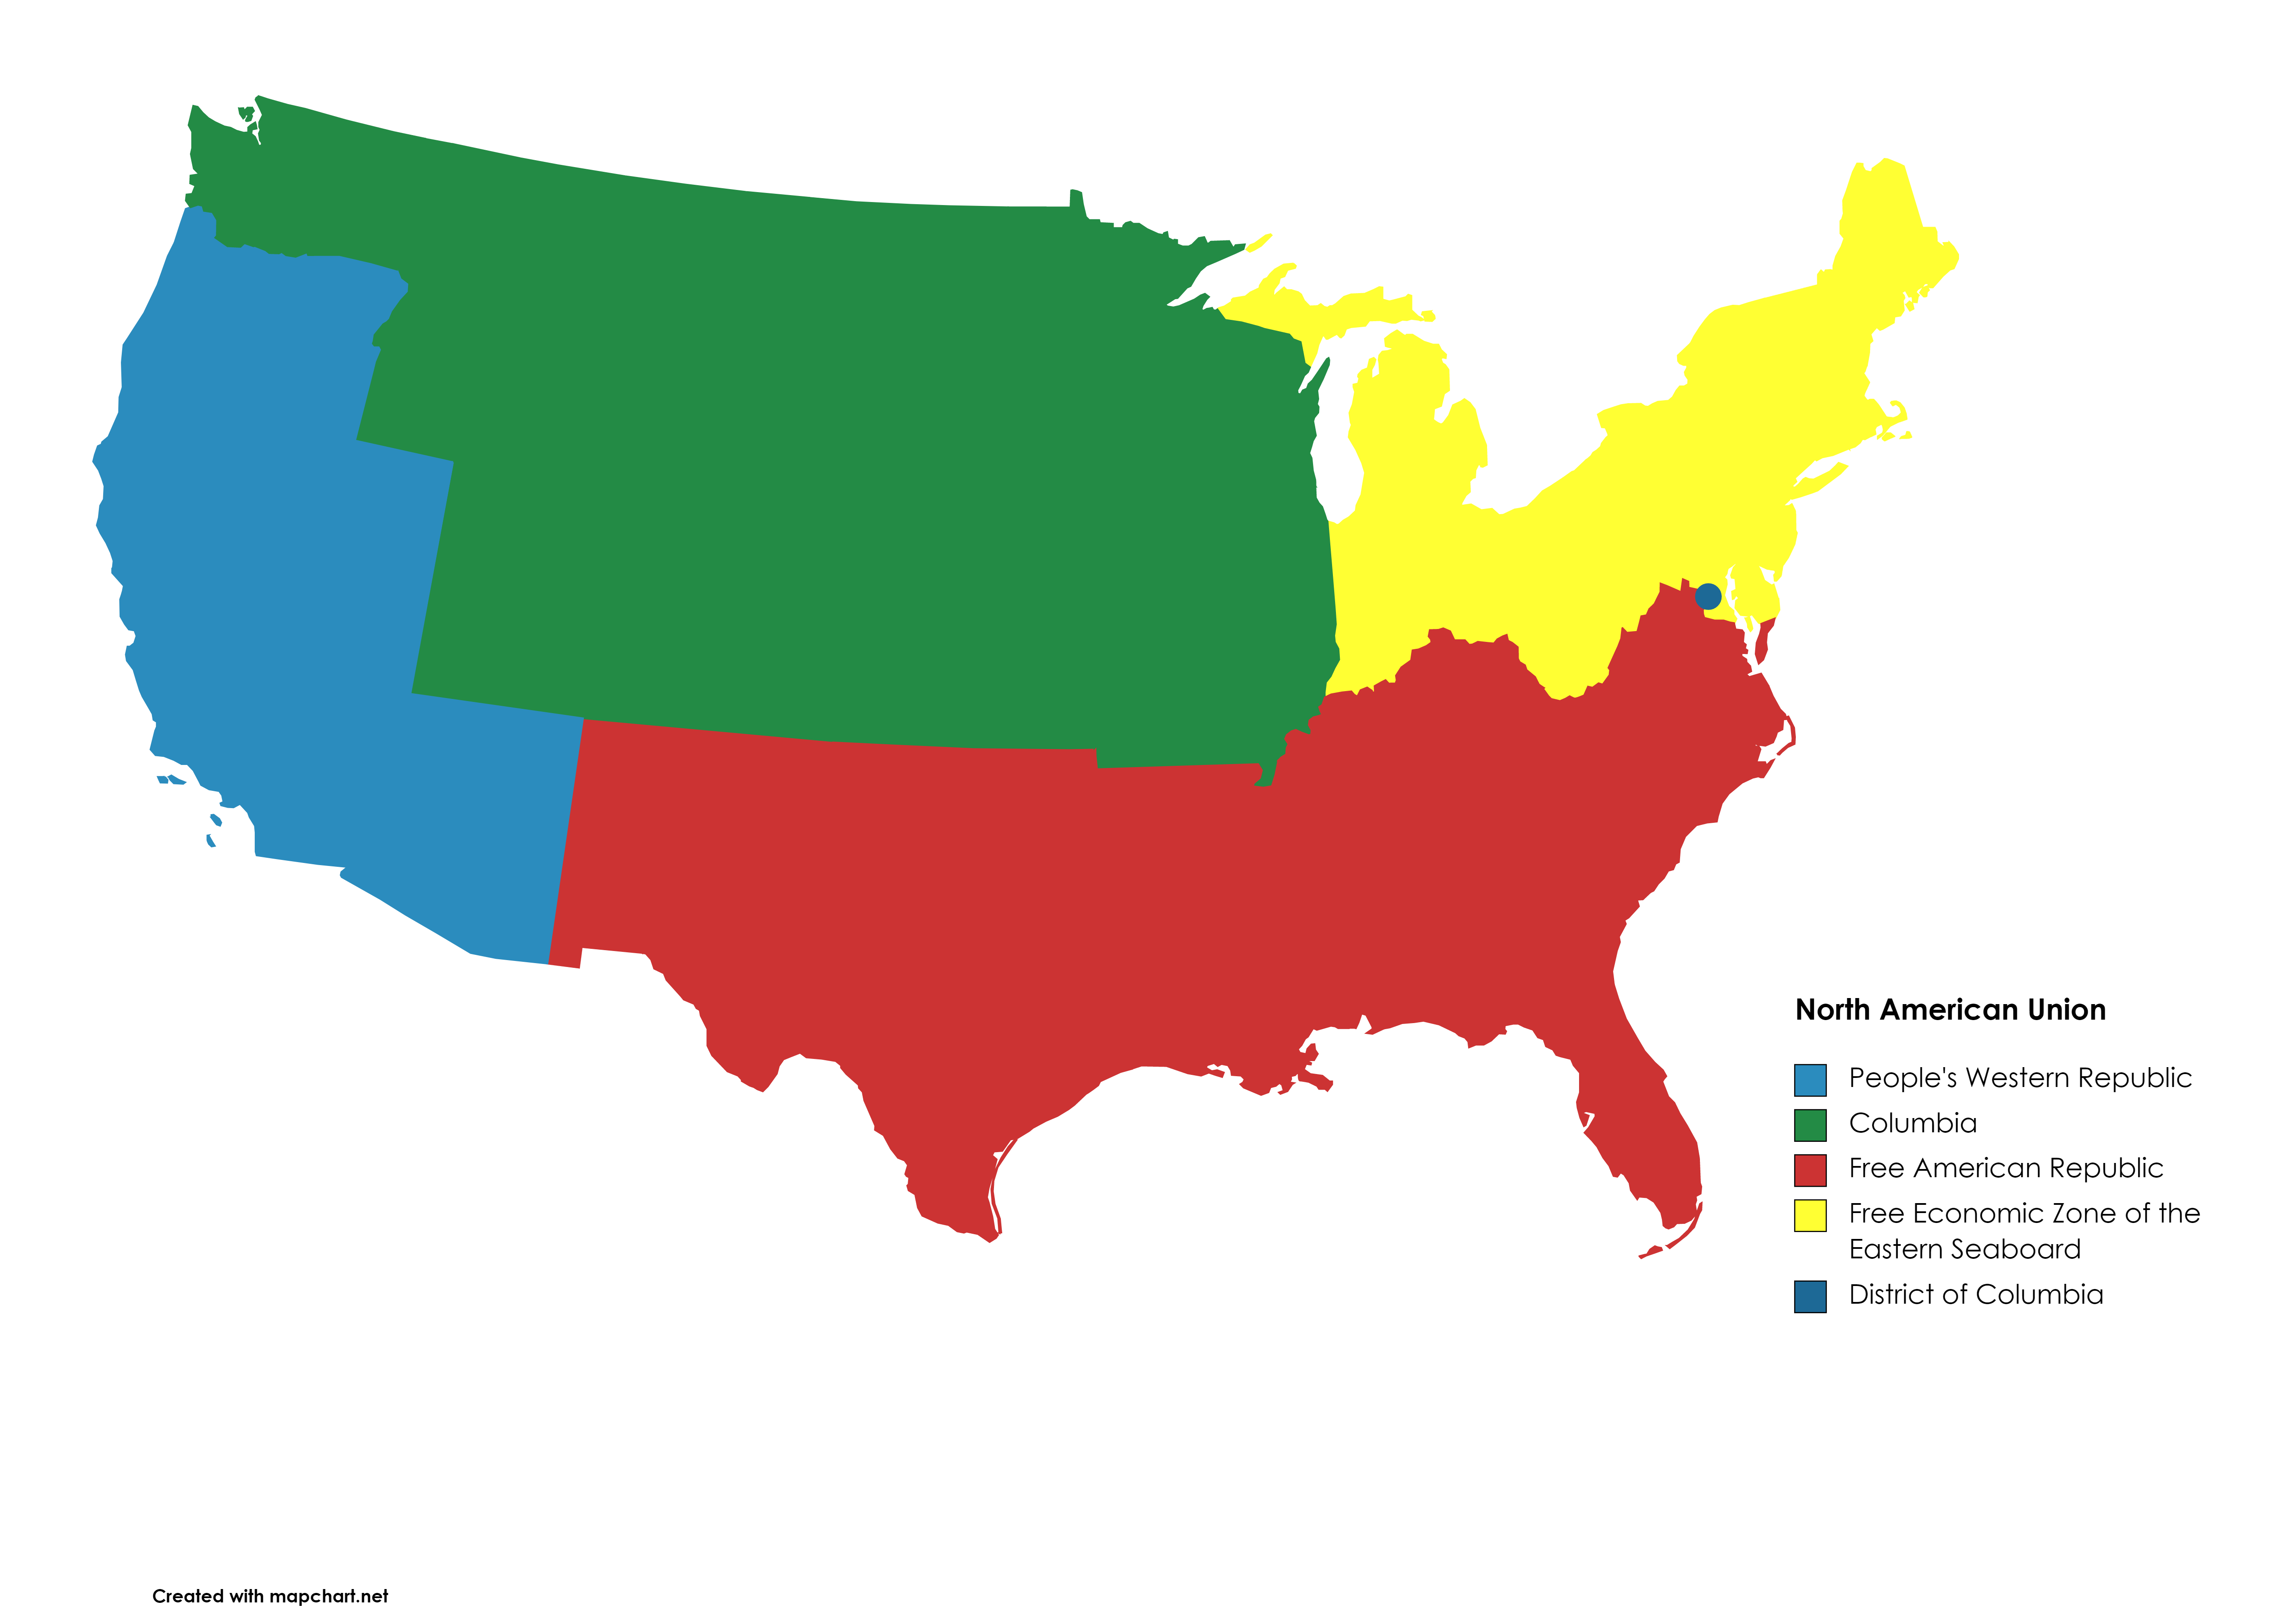 North American Union
People's Western Republic
Columbia
Free American Republic
Free Economic Zone of the
Eastern Seaboard
District of Columbia
Created with mapchart.net